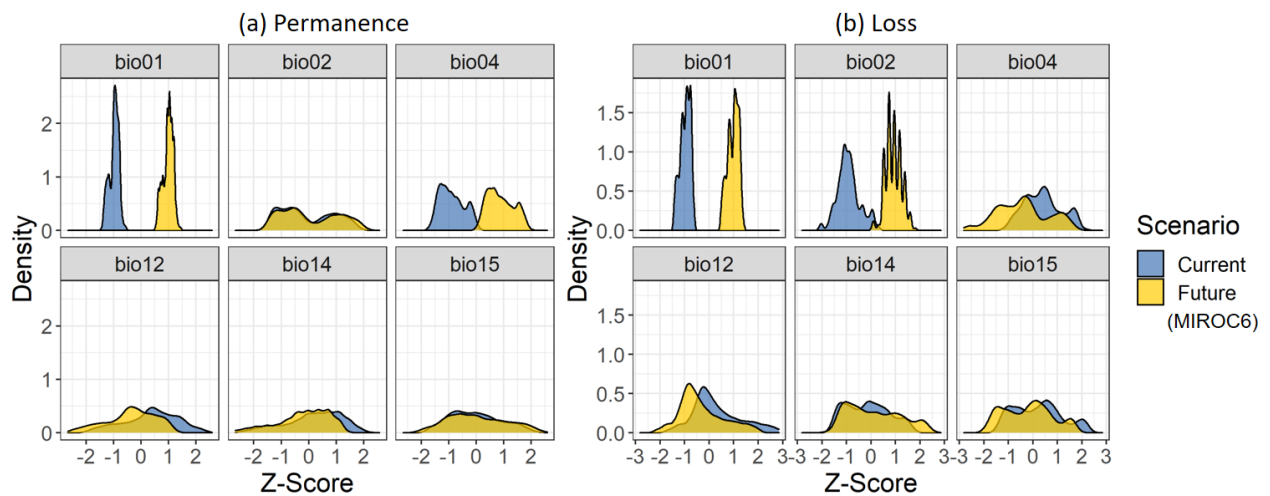 (a) Permanence
(b) Loss
bio01 bio02 bio04
bio01 bio02 bio04
2
1
0
1.5
1.0
0.5
0.0
Density
Density
bio12 bio14 bio15
bio12 bio14 bio15
2
1
0
1.5
1.0
0.5
0.0
-2 -1 0 1 2 -2 -1 0 1 2 -2 -1 0 1 2
-3 -2 -1 0 1 2 3 -3 -2 -1 0 1 2 3 -3 -2 -1 0 1 2 3
Z-Score
Z-Score
Scenario
Current
Future
(MIROC6)